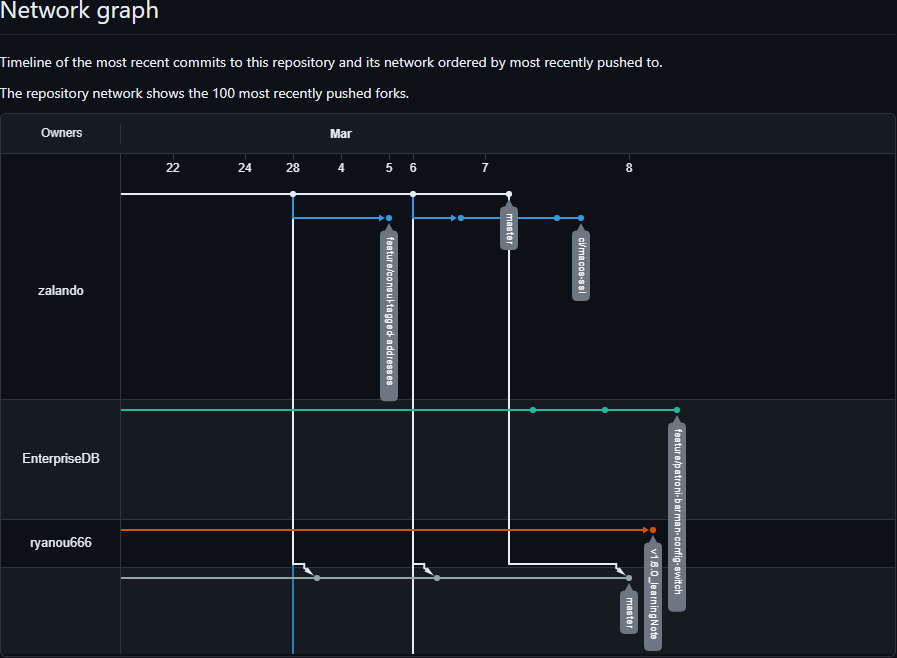 Network graph
Timeline of the most recent commits to this repository and its network ordered by most recently pushed to.
The repository network shows the 100 most recently pushed forks.
Owners
Mar
22 24 28 4 5 6 7 8
zalando
master
feature/consul-tagged-addresses
ci/macos-ssl
EnterpriseDB
feature/patroni-barman-config-switch
ryanou666
v1.6.0_learningNote
master